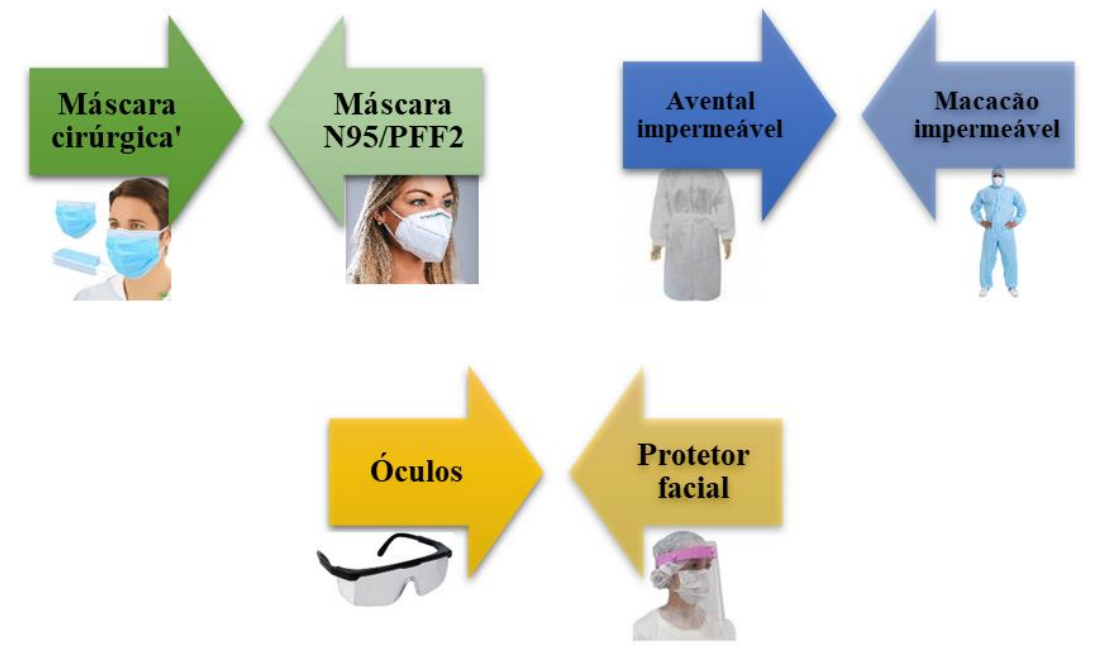 Máscara
cirúrgica'
Máscara
N95/PFF2
Avental
impermeável
Macacão
impermeável
Óculos
Protetor
facial